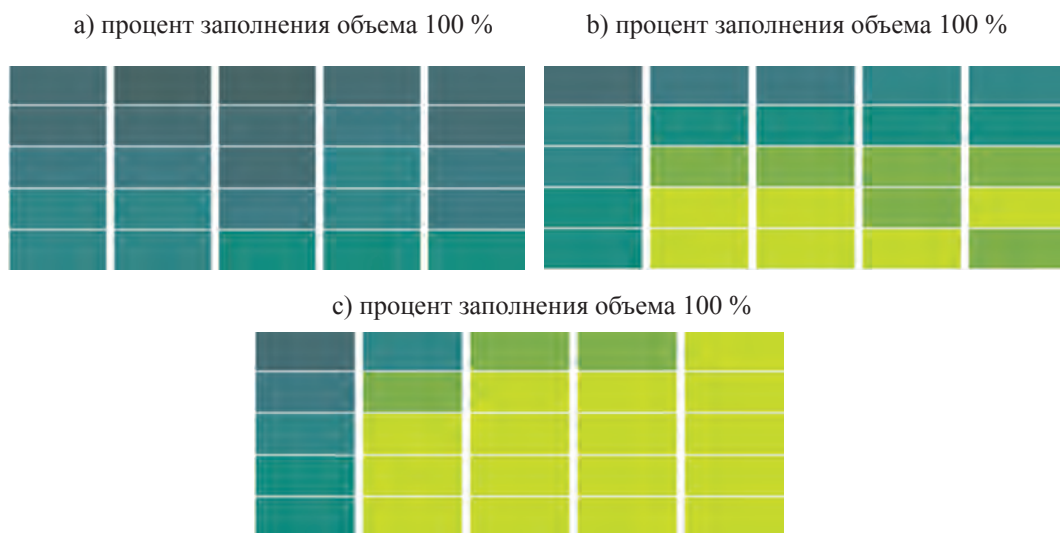 a) процент заполнения объема 100 %
b) процент заполнения объема 100 %
c) процент заполнения объема 100 %